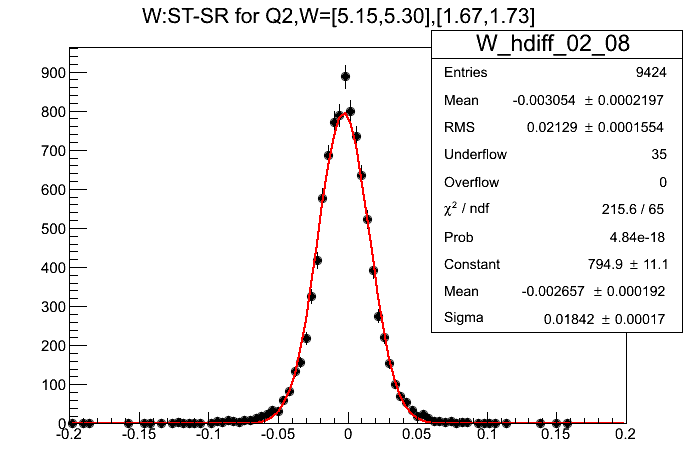 W:ST-SR for Q2,W=[5.15,5.30],[1.67,1.73]
W_hdiff_02_08
Entries 9424
Mean -0.003054 ± 0.0002197
RMS 0.02129 ± 0.0001554
Underflow 35
Overflow 0
χ² / ndf 215.6 / 65
Prob 4.84e-18
Constant 794.9 ± 11.1
Mean -0.002657 ± 0.000192
Sigma 0.01842 ± 0.00017
900
800
700
600
500
400
300
200
100
0
-0.2 -0.15 -0.1 -0.05 0 0.05 0.1 0.15 0.2